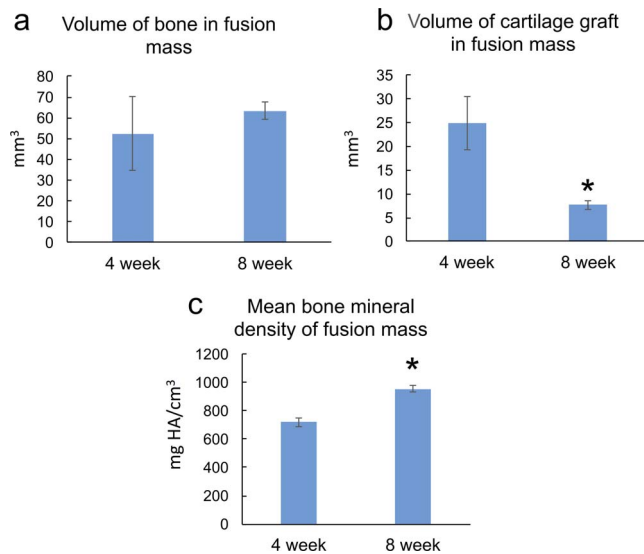 a
Volume of bone in fusion
mass
80
70
60
50
40
30
20
10
0
mm³
4 week
8 week
b
Volume of cartilage graft
in fusion mass
35
30
25
20
15
10
5
0
mm³
*
4 week
8 week
c
Mean bone mineral
density of fusion mass
1200
1000
800
600
400
200
0
mg HA/cm³
*
4 week
8 week